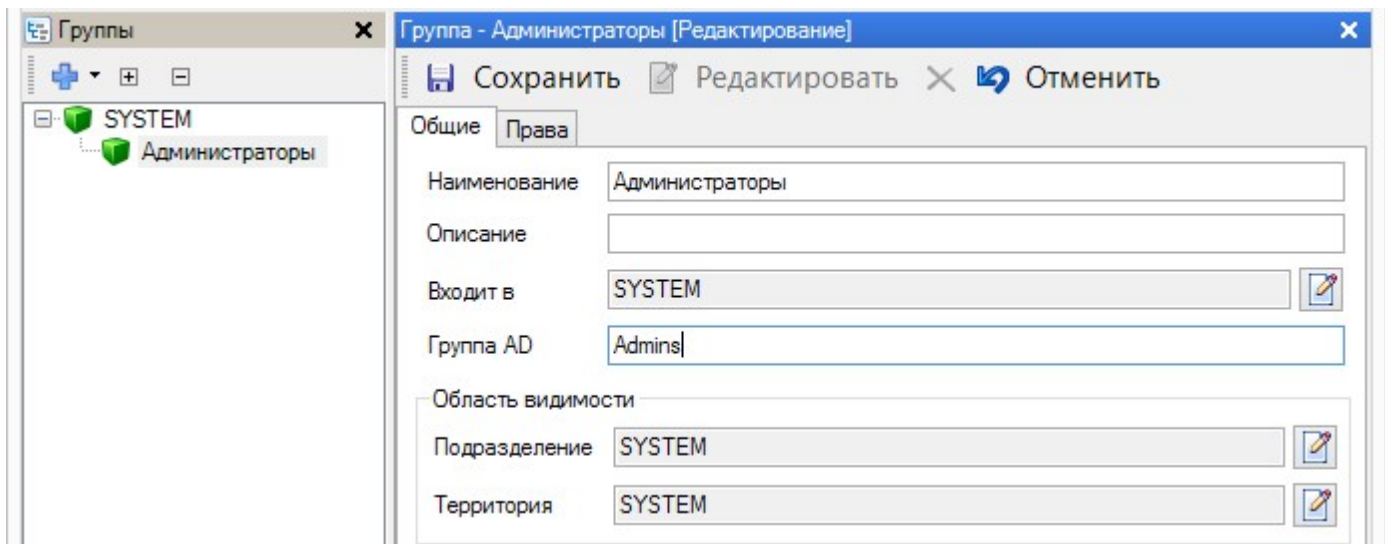 Группы
SYSTEM
Администраторы
Группа - Администраторы [Редактирование]
Сохранить Редактировать Отменить
Общие Права
Наименование Администраторы
Описание
Входит в SYSTEM
Группа AD Admins
Область видимости
Подразделение SYSTEM
Территория SYSTEM